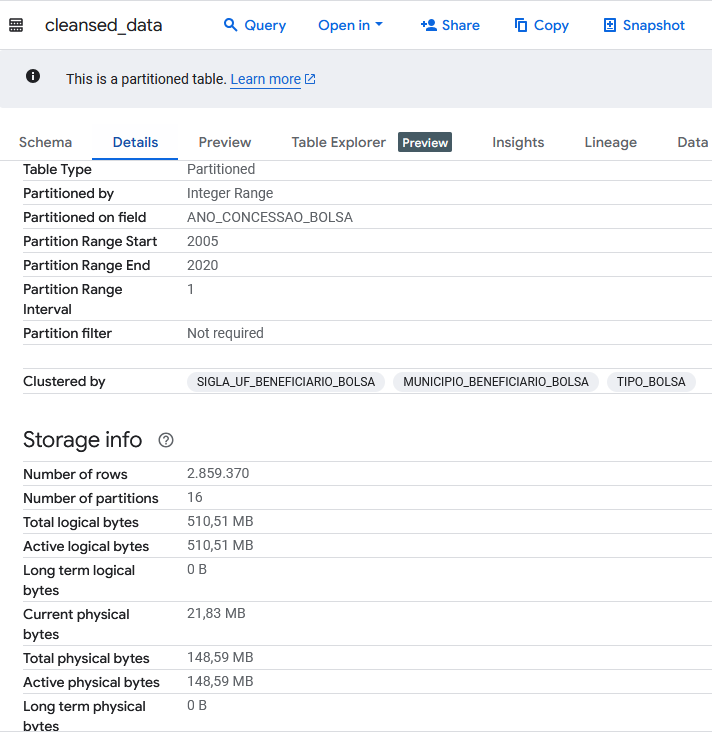 cleansed_data Query Open in Share Copy Snapshot
This is a partitioned table. Learn more
Schema Details Preview Table Explorer Preview Insights Lineage Data
Table Type Partitioned
Partitioned by Integer Range
Partitioned on field ANO_CONCESSAO_BOLSA
Partition Range Start 2005
Partition Range End 2020
Partition Range 1
Interval
Partition filter Not required
Clustered by SIGLA_UF_BENEFICIARIO_BOLSA MUNICIPIO_BENEFICIARIO_BOLSA TIPO_BOLSA
Storage info
Number of rows 2.859.370
Number of partitions 16
Total logical bytes 510,51 MB
Active logical bytes 510,51 MB
Long term logical 0 B
bytes
Current physical 21,83 MB
bytes
Total physical bytes 148,59 MB
Active physical bytes 148,59 MB
Long term physical 0 B
bytes